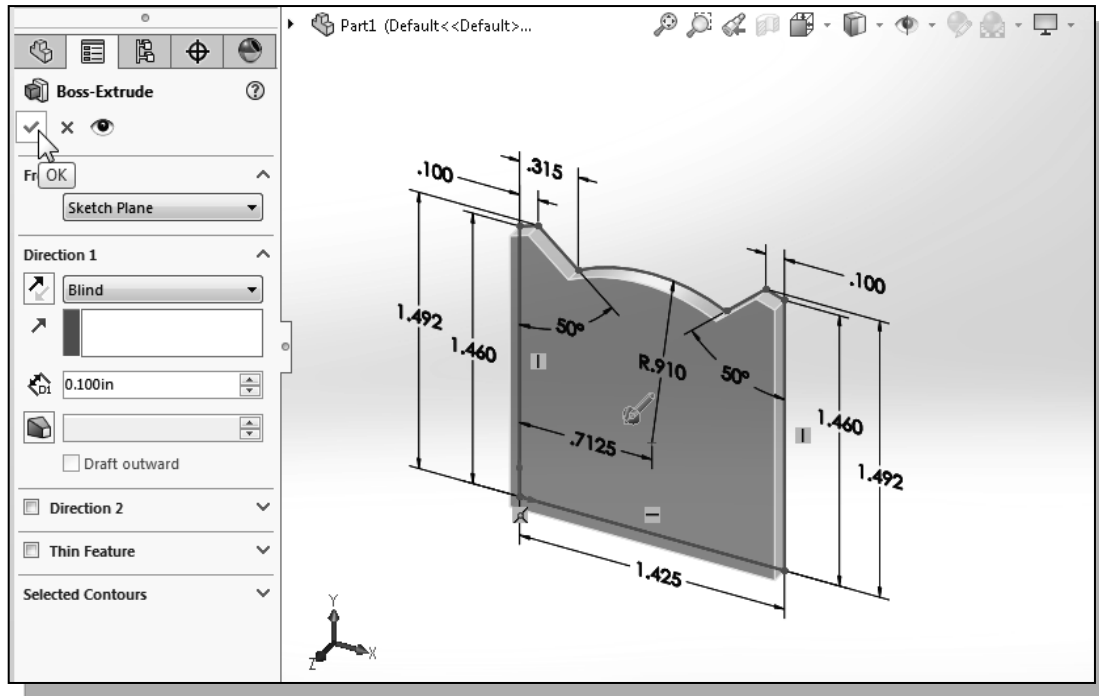 Part1 (Default<<Default>...
Boss-Extrude
OK
Sketch Plane
Direction 1
Blind
D1
0.100in
Draft outward
Direction 2
Thin Feature
Selected Contours
.100
.315
.100
1.492
1.460
50°
R.910
50°
1.460
1.492
.7125
1.425
Y
X
Z